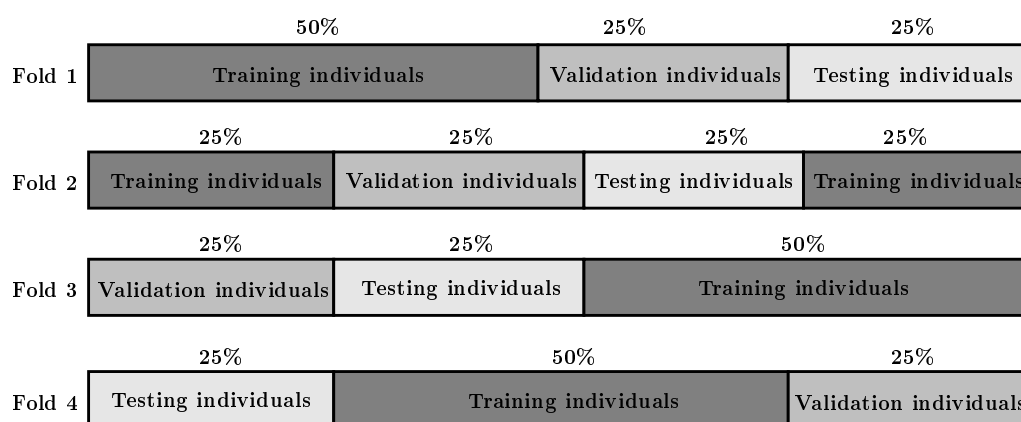 50% 25% 25%
Fold 1 Training individuals Validation individuals Testing individuals
25% 25% 25% 25%
Fold 2 Training individuals Validation individuals Testing individuals Training individuals
25% 25% 50%
Fold 3 Validation individuals Testing individuals Training individuals
25% 50% 25%
Fold 4 Testing individuals Training individuals Validation individuals